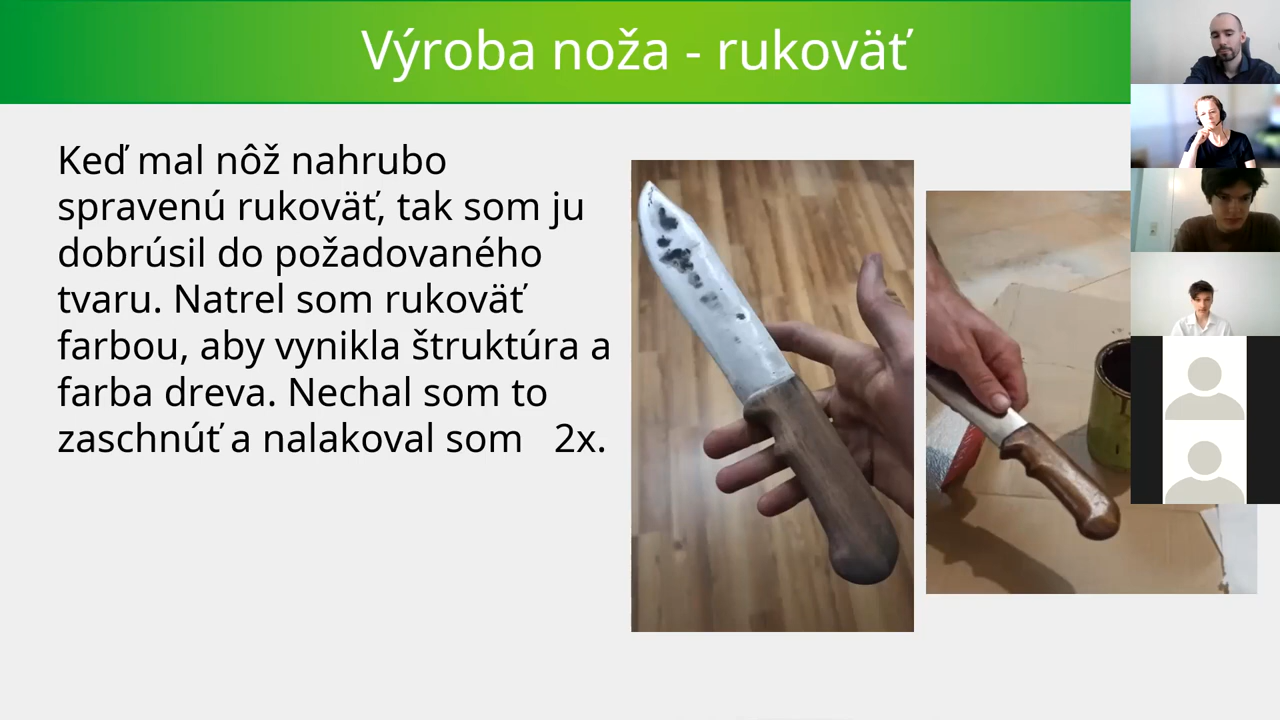 Výroba noža - rukoväť
Keď mal nôž nahrubo
spravenú rukoväť, tak som ju
dobrúsil do požadovaného
tvaru. Natrel som rukoväť
farbou, aby vynikla štruktúra a
farba dreva. Nechal som to
zaschnúť a nalakoval som   2x.